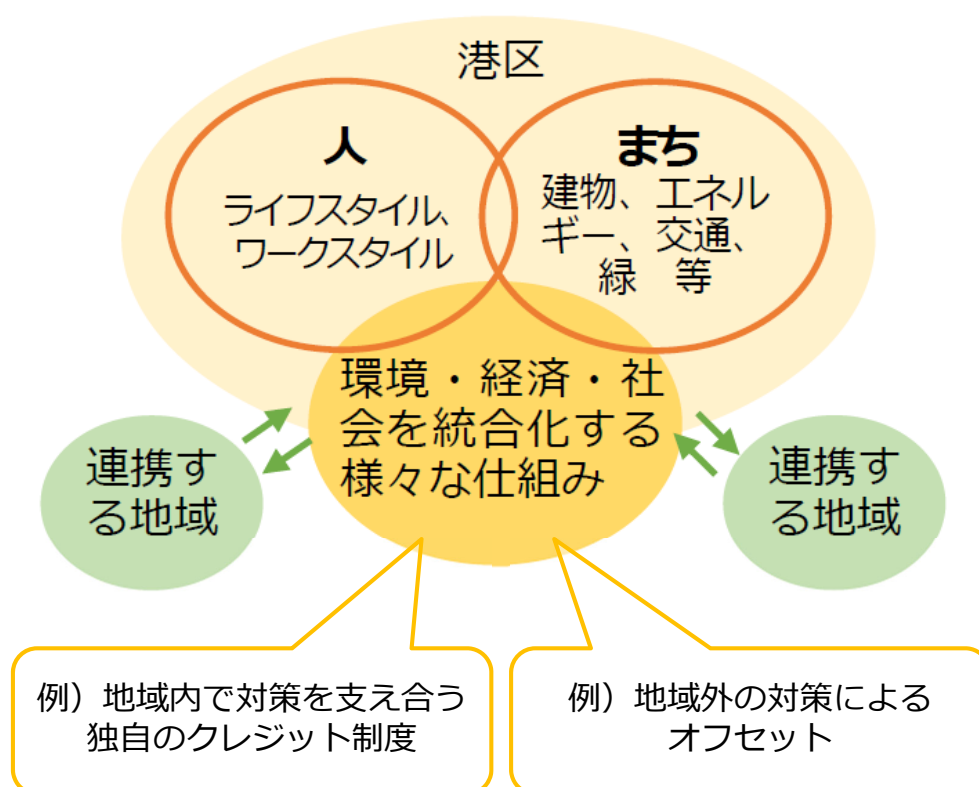 港区
人
ライフスタイル、
ワークスタイル
まち
建物、エネル
ギー、交通、
緑　等
環境・経済・社
会を統合化する
様々な仕組み
連携す
る地域
連携す
る地域
例）地域内で対策を支え合う
独自のクレジット制度
例）地域外の対策による
オフセット